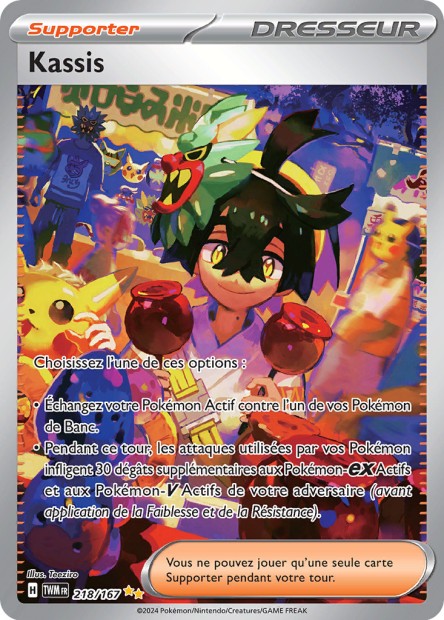 Supporter
DRESSEUR
Kassis
Choisissez l'une de ces options :
• Échangez votre Pokémon Actif contre l'un de vos Pokémon
de Banc.
• Pendant ce tour, les attaques utilisées par vos Pokémon
infligent 30 dégâts supplémentaires aux Pokémon-ex Actifs
et aux Pokémon-V Actifs de votre adversaire (avant
application de la Faiblesse et de la Résistance).
Vous ne pouvez jouer qu'une seule carte
Supporter pendant votre tour.
Illus. Teeziro
H TWM FR 218/167
©2024 Pokémon/Nintendo/Creatures/GAME FREAK